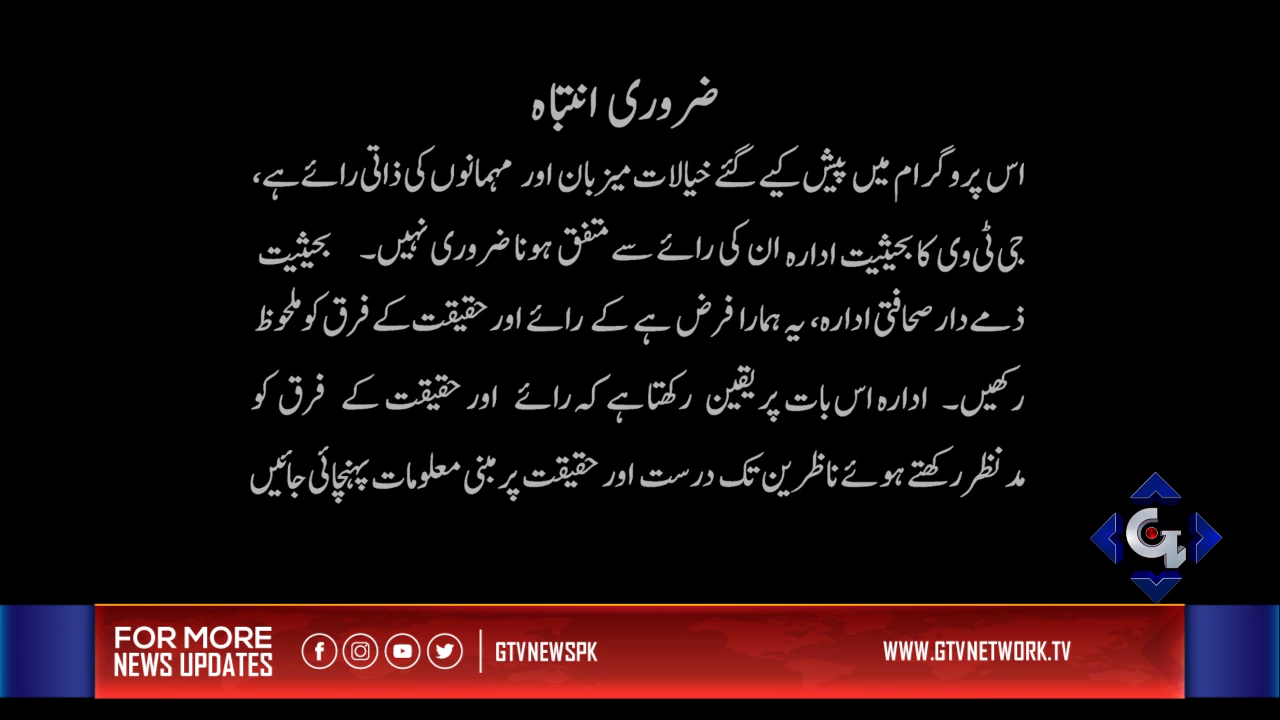 ضروری انتباہ
اس پروگرام میں پیش کیے گئے خیالات میزبان اور مہمانوں کی ذاتی رائے ہے،
جی ٹی وی کا بحیثیت ادارہ ان کی رائے سے متفق ہونا ضروری نہیں۔ بحیثیت
ذمے دار صحافتی ادارہ، یہ ہمارا فرض ہے کے رائے اور حقیقت کے فرق کو ملحوظ
رکھیں۔ ادارہ اس بات پر یقین رکھتا ہے کہ رائے اور حقیقت کے فرق کو
مد نظر رکھتے ہوئے ناظرین تک درست اور حقیقت پر مبنی معلومات پہنچائی جائیں
G
FOR MORE
NEWS UPDATES
GTVNEWSPK
WWW.GTVNETWORK.TV